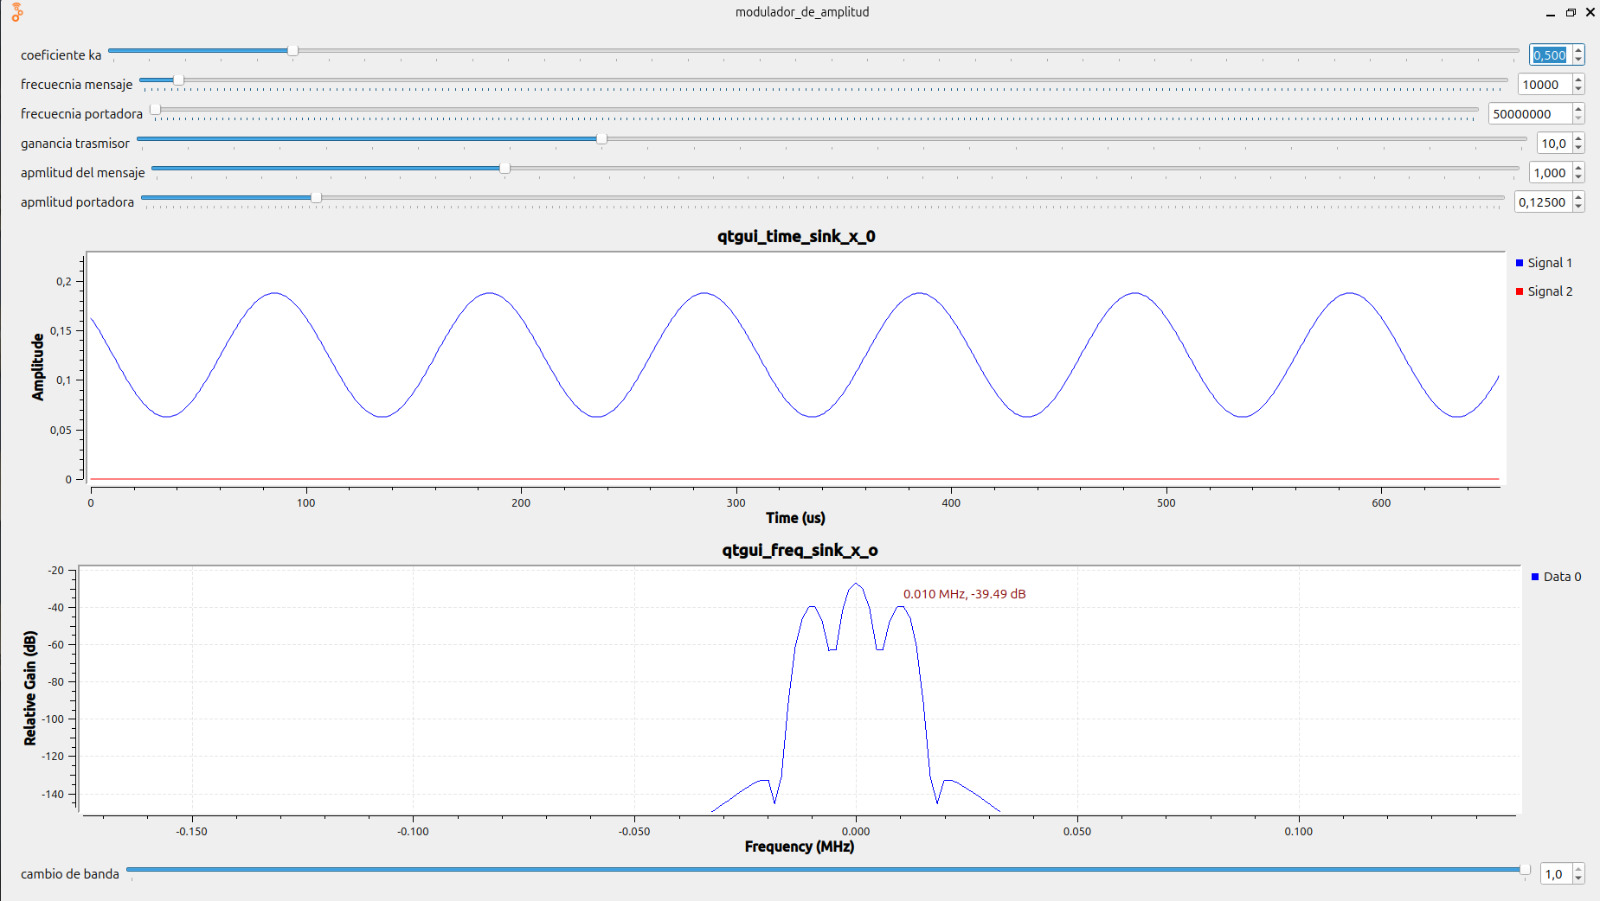 modulador_de_amplitud
coeficiente ka 0,500
frecuecnia mensaje 10000
frecuecnia portadora 50000000
ganancia trasmisor 10,0
apmlitud del mensaje 1,000
apmlitud portadora 0,12500
qtgui_time_sink_x_0
Signal 1
Signal 2
Amplitude
0,2
0,15
0,1
0,05
0
0 100 200 300 400 500 600
Time (us)
qtgui_freq_sink_x_o
Data 0
0.010 MHz, -39.49 dB
Relative Gain (dB)
-20
-40
-60
-80
-100
-120
-140
-0.150 -0.100 -0.050 0.000 0.050 0.100
Frequency (MHz)
cambio de banda 1,0